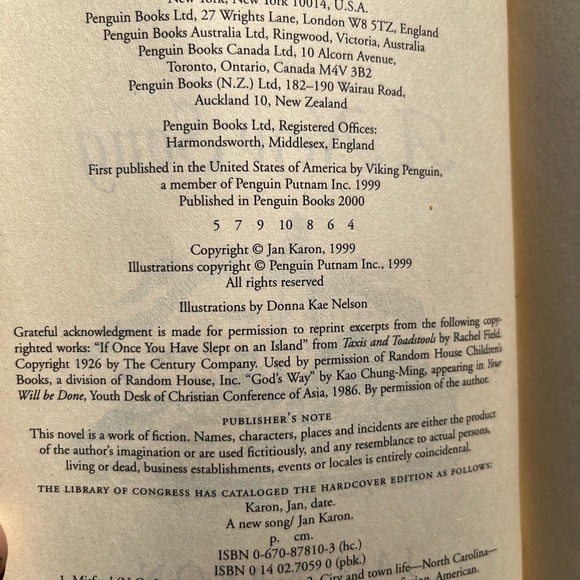 New York, New York 10014, U.S.A.
Penguin Books Ltd, 27 Wrights Lane, London W8 5TZ, England
Penguin Books Australia Ltd, Ringwood, Victoria, Australia
Penguin Books Canada Ltd, 10 Alcorn Avenue,
Toronto, Ontario, Canada M4V 3B2
Penguin Books (N.Z.) Ltd, 182–190 Wairau Road,
Auckland 10, New Zealand
Penguin Books Ltd, Registered Offices:
Harmondsworth, Middlesex, England
First published in the United States of America by Viking Penguin,
a member of Penguin Putnam Inc. 1999
Published in Penguin Books 2000
5 7 9 10 8 6 4
Copyright © Jan Karon, 1999
Illustrations copyright © Penguin Putnam Inc., 1999
All rights reserved
Illustrations by Donna Kae Nelson
Grateful acknowledgment is made for permission to reprint excerpts from the following copy-
righted works: “If Once You Have Slept on an Island” from Taxis and Toadstools by Rachel Field.
Copyright 1926 by The Century Company. Used by permission of Random House Children's
Books, a division of Random House, Inc. “God's Way” by Kao Chung-Ming, appearing in Your
Will be Done, Youth Desk of Christian Conference of Asia, 1986. By permission of the author.
PUBLISHER'S NOTE
This novel is a work of fiction. Names, characters, places and incidents are either the product
of the author's imagination or are used fictitiously, and any resemblance to actual persons,
living or dead, business establishments, events or locales is entirely coincidental.
THE LIBRARY OF CONGRESS HAS CATALOGED THE HARDCOVER EDITION AS FOLLOWS:
Karon, Jan, date.
A new song/ Jan Karon.
p. cm.
ISBN 0-670-87810-3 (hc.)
ISBN 0 14 02.7059 0 (pbk.)
City and town life—North Carolina—
American.